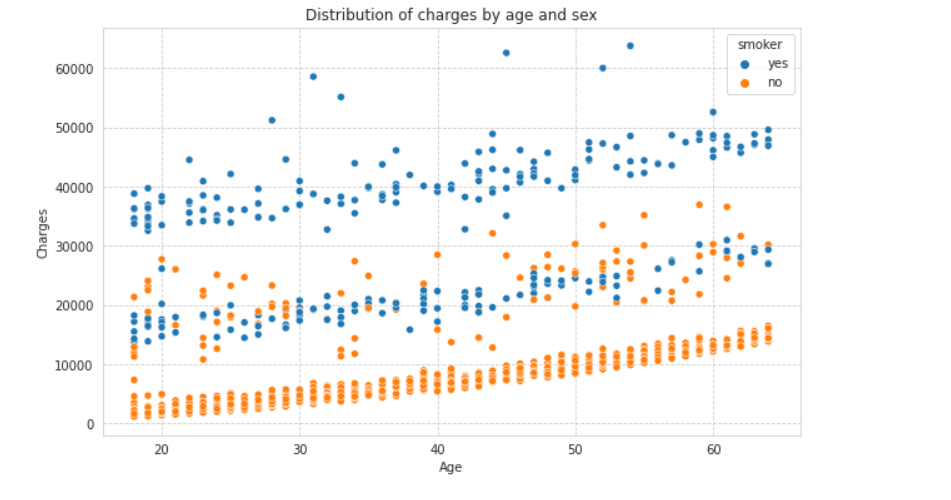 Distribution of charges by age and sex
smoker
yes
no
60000
50000
40000
30000
20000
10000
0
Charges
20
30
40
50
60
Age